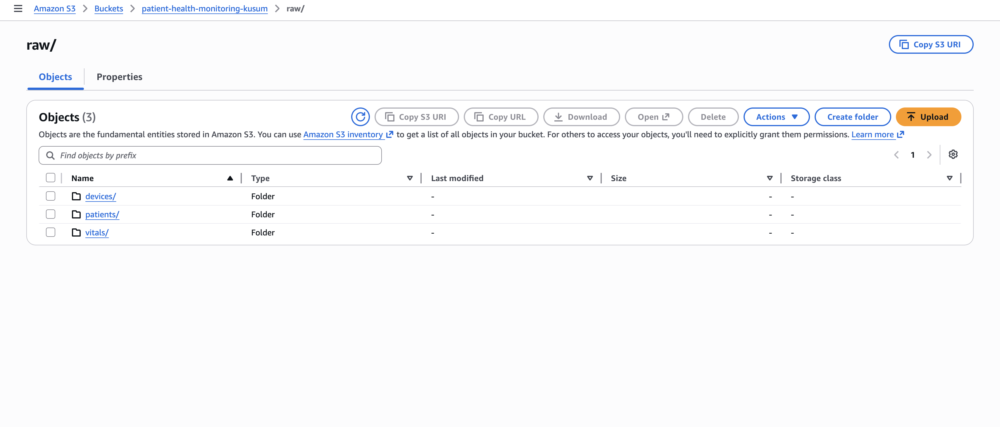 Amazon S3 > Buckets > patient-health-monitoring-kusum > raw/
raw/
Copy S3 URI
Objects
Properties
Objects (3)
Copy S3 URI
Copy URL
Download
Open
Delete
Actions
Create folder
Upload
Objects are the fundamental entities stored in Amazon S3. You can use Amazon S3 inventory to get a list of all objects in your bucket. For others to access your objects, you'll need to explicitly grant them permissions. Learn more
Find objects by prefix
1
Name Type Last modified Size Storage class
devices/ Folder - - -
patients/ Folder - - -
vitals/ Folder - - -